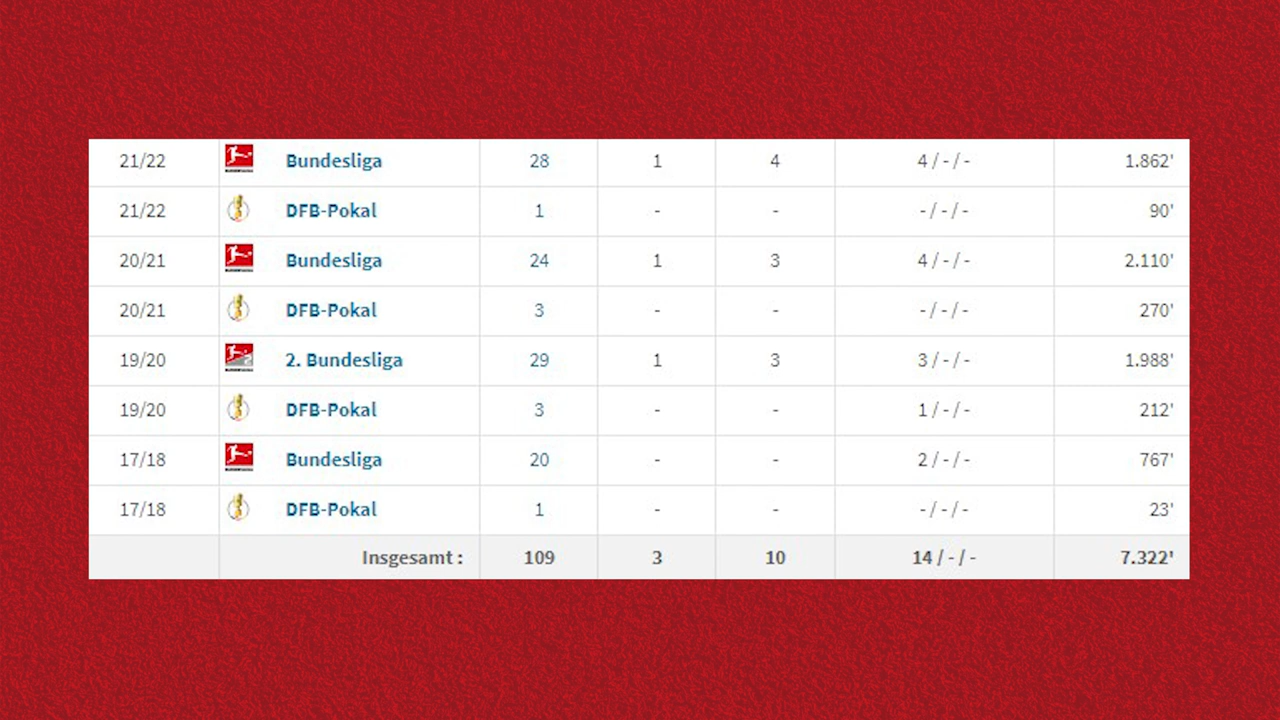 21/22 Bundesliga 28 1 4 4 / - / - 1.862'
21/22 DFB-Pokal 1 - - - / - / - 90'
20/21 Bundesliga 24 1 3 4 / - / - 2.110'
20/21 DFB-Pokal 3 - - - / - / - 270'
19/20 2. Bundesliga 29 1 3 3 / - / - 1.988'
19/20 DFB-Pokal 3 - - 1 / - / - 212'
17/18 Bundesliga 20 - - 2 / - / - 767'
17/18 DFB-Pokal 1 - - - / - / - 23'
Insgesamt : 109 3 10 14 / - / - 7.322'